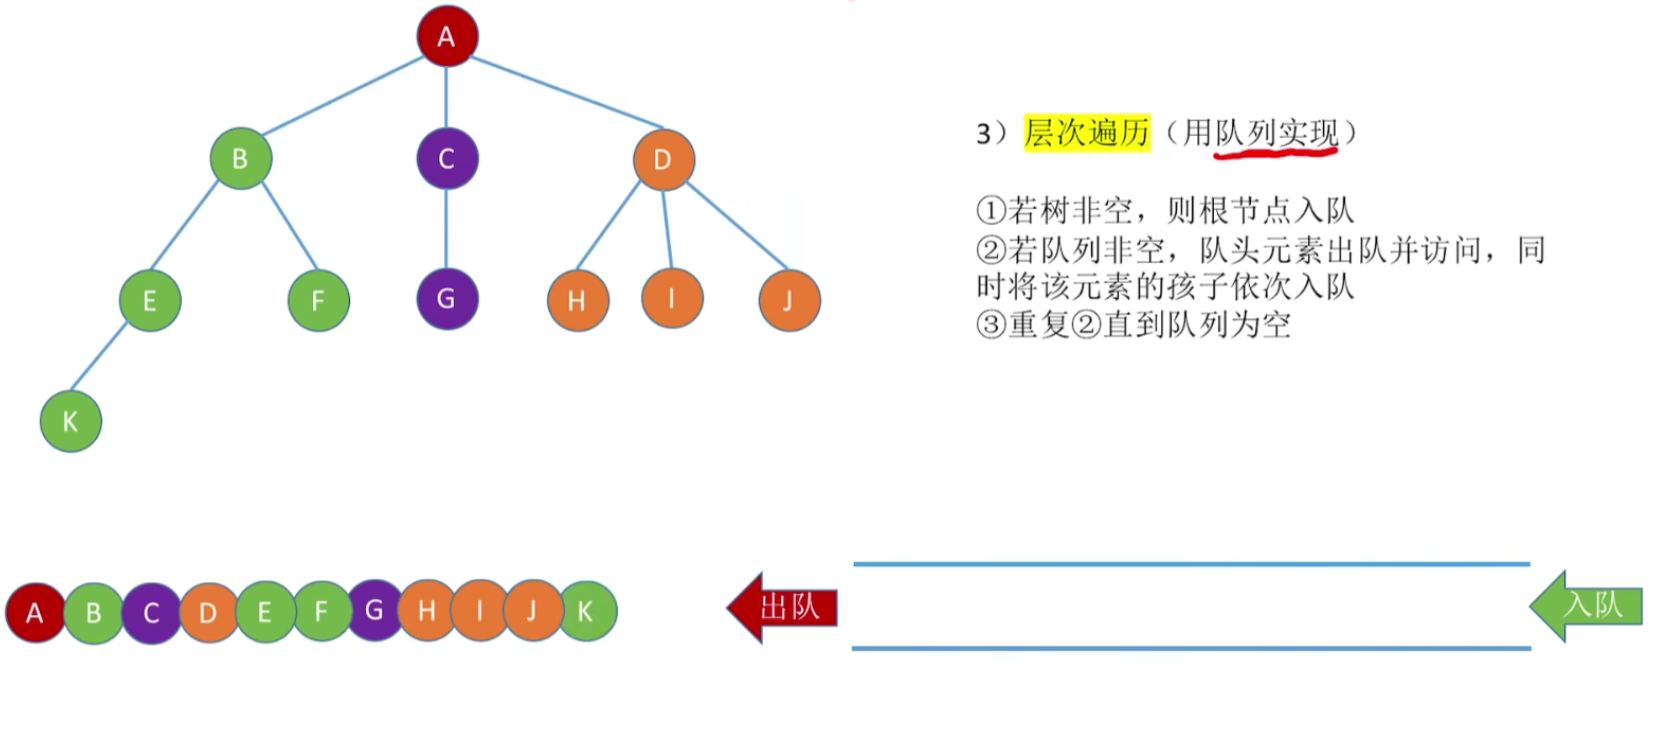 A
B C D
E F G H I J
K
3）层次遍历（用队列实现）
①若树非空，则根节点入队
②若队列非空，队头元素出队并访问，同
时将该元素的孩子依次入队
③重复②直到队列为空
A B C D E F G H I J K
出队
入队